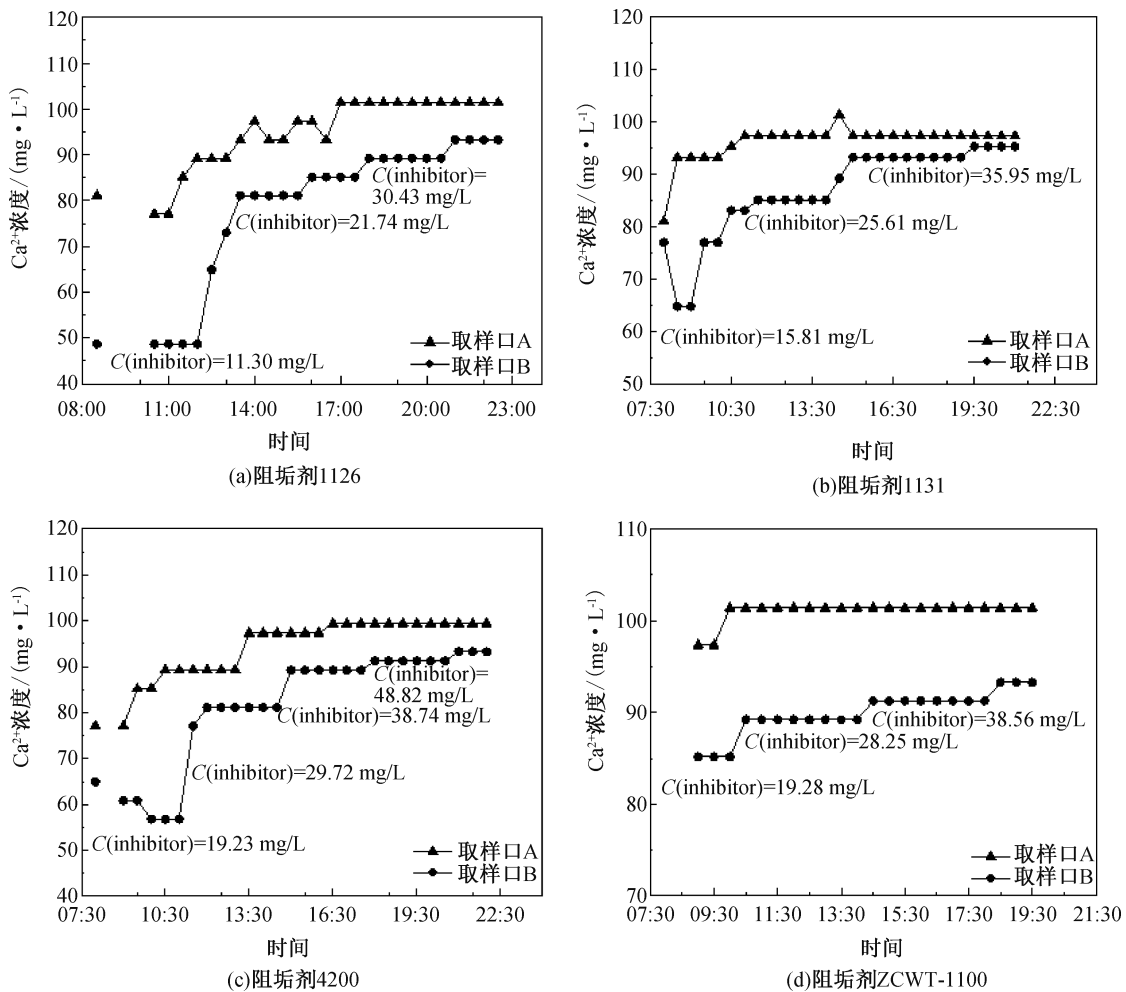 120
110
100
90
80
70
60
50
40
Ca²⁺浓度/(mg·L⁻¹)
C(inhibitor)=
30.43 mg/L
C(inhibitor)=21.74 mg/L
C(inhibitor)=11.30 mg/L
取样口A
取样口B
08:00 11:00 14:00 17:00 20:00 23:00
时间
(a)阻垢剂1126
120
110
100
90
80
70
60
50
Ca²⁺浓度/(mg·L⁻¹)
C(inhibitor)=35.95 mg/L
C(inhibitor)=25.61 mg/L
C(inhibitor)=15.81 mg/L
取样口A
取样口B
07:30 10:30 13:30 16:30 19:30 22:30
时间
(b)阻垢剂1131
120
110
100
90
80
70
60
50
40
Ca²⁺浓度/(mg·L⁻¹)
C(inhibitor)=
48.82 mg/L
C(inhibitor)=38.74 mg/L
C(inhibitor)=29.72 mg/L
C(inhibitor)=19.23 mg/L
取样口A
取样口B
07:30 10:30 13:30 16:30 19:30 22:30
时间
(c)阻垢剂4200
110
100
90
80
70
Ca²⁺浓度/(mg·L⁻¹)
C(inhibitor)=38.56 mg/L
C(inhibitor)=28.25 mg/L
C(inhibitor)=19.28 mg/L
取样口A
取样口B
07:30 09:30 11:30 13:30 15:30 17:30 19:30 21:30
时间
(d)阻垢剂ZCWT-1100